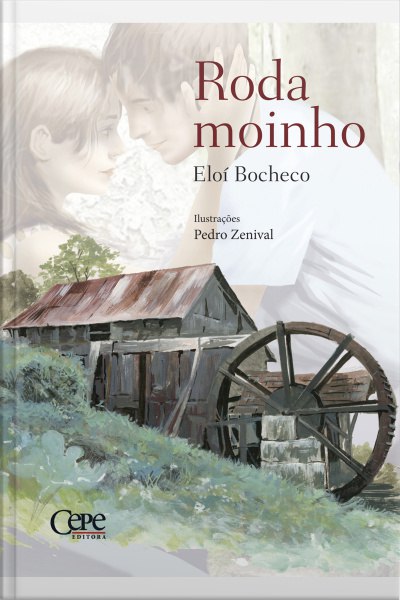 Roda
moinho
Eloí Bocheco
Ilustrações
Pedro Zenival
CEPE
EDITORA